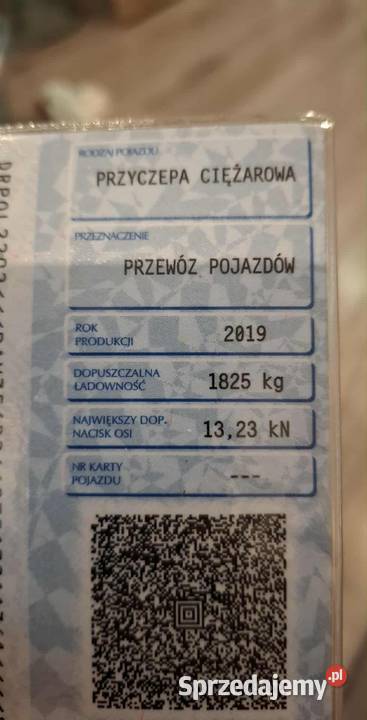 RODZAJ POJAZDU
PRZYCZEPA CIĘŻAROWA
PRZEZNACZENIE
PRZEWÓZ POJAZDÓW
ROK
PRODUKCJI
2019
DOPUSZCZALNA
ŁADOWNOŚĆ
1825 kg
NAJWIĘKSZY DOP.
NACISK OSI
13,23 kN
NR KARTY
POJAZDU
---
Sprzedajemy.pl